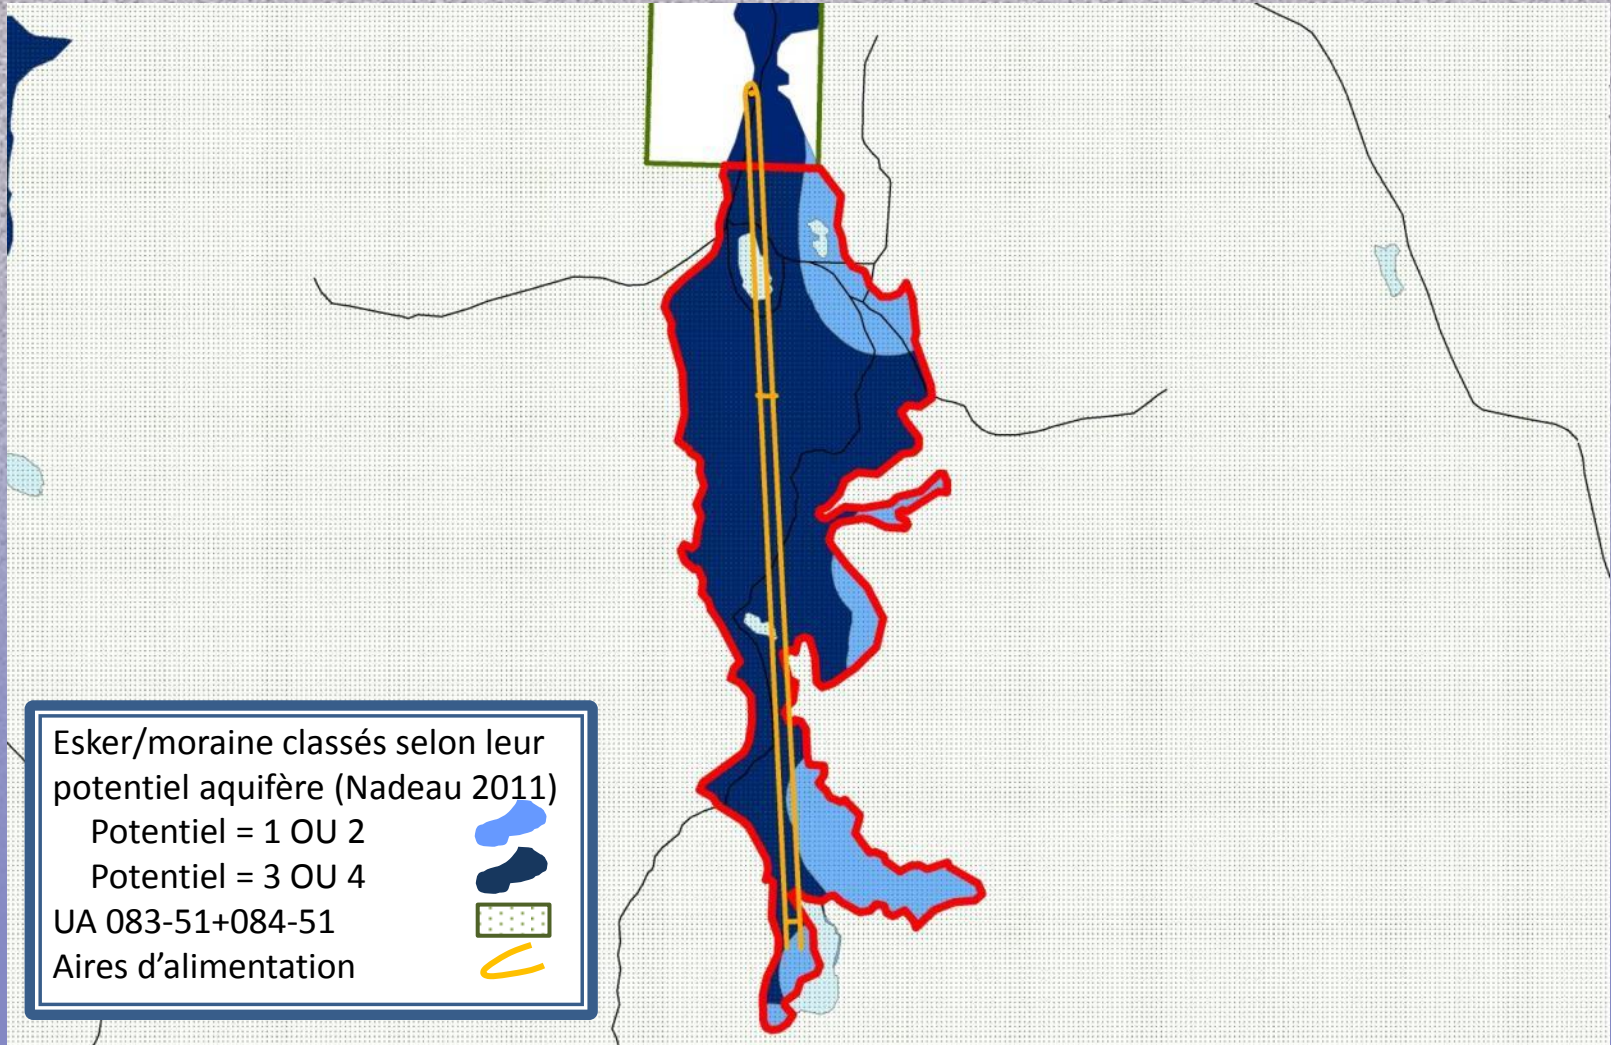 Esker/moraine classés selon leur
potentiel aquifère (Nadeau 2011)
Potentiel = 1 OU 2
Potentiel = 3 OU 4
UA 083-51+084-51
Aires d'alimentation